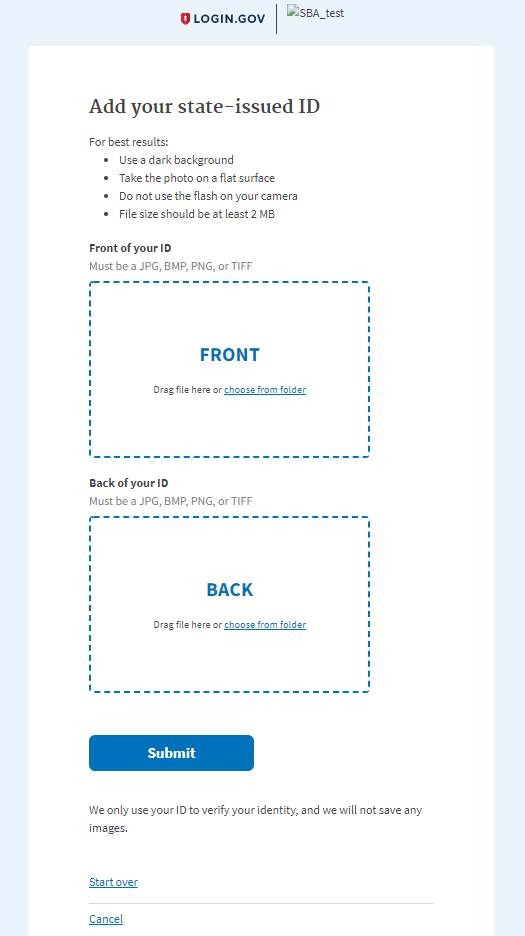 LOGIN.GOV
SBA_test
Add your state-issued ID
For best results:
Use a dark background
Take the photo on a flat surface
Do not use the flash on your camera
File size should be at least 2 MB
Front of your ID
Must be a JPG, BMP, PNG, or TIFF
FRONT
Drag file here or choose from folder
Back of your ID
Must be a JPG, BMP, PNG, or TIFF
BACK
Drag file here or choose from folder
Submit
We only use your ID to verify your identity, and we will not save any
images.
Start over
Cancel